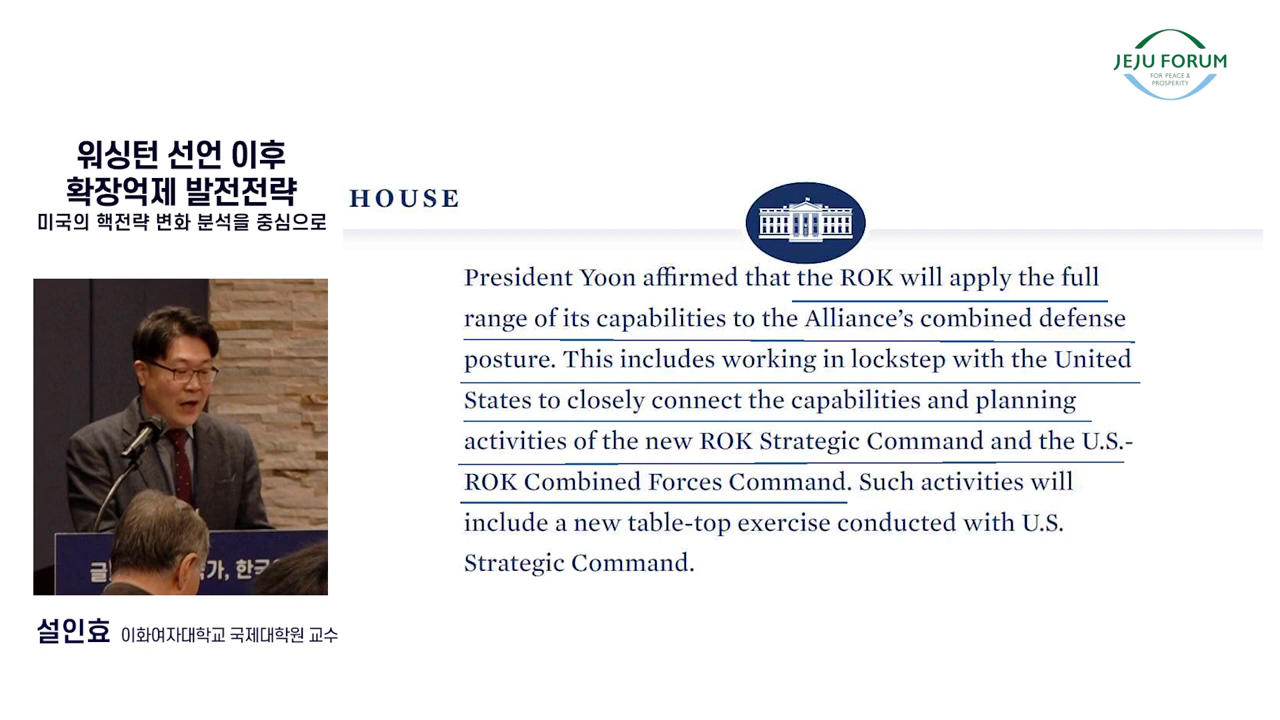 JEJU FORUM
FOR PEACE &
PROSPERITY
워싱턴 선언 이후
확장억제 발전전략
미국의 핵전략 변화 분석을 중심으로
HOUSE
President Yoon affirmed that the ROK will apply the full
range of its capabilities to the Alliance’s combined defense
posture. This includes working in lockstep with the United
States to closely connect the capabilities and planning
activities of the new ROK Strategic Command and the U.S.-
ROK Combined Forces Command. Such activities will
include a new table-top exercise conducted with U.S.
Strategic Command.
설인효 이화여자대학교 국제대학원 교수